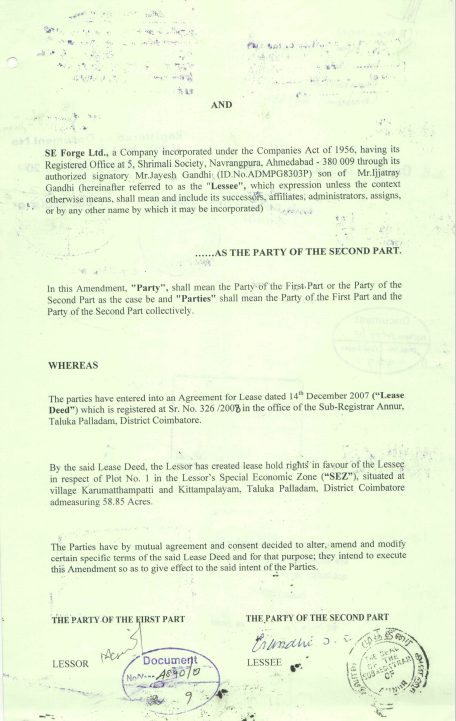 AND
SE Forge Ltd., a Company incorporated under the Companies Act of 1956, having its
Registered Office at 5, Shrimali Society, Navrangpura, Ahmedabad - 380 009 through its
authorized signatory Mr.Jayesh Gandhi (ID.No.ADMPG8303P) son of Mr.Ijjatray
Gandhi (hereinafter referred to as the "Lessee", which expression unless the context
otherwise means, shall mean and include its successors, affiliates, administrators, assigns,
or by any other name by which it may be incorporated)
......AS THE PARTY OF THE SECOND PART.
In this Amendment, "Party", shall mean the Party of the First Part or the Party of the
Second Part as the case be and "Parties" shall mean the Party of the First Part and the
Party of the Second Part collectively.
WHEREAS
The parties have entered into an Agreement for Lease dated 14th December 2007 ("Lease
Deed") which is registered at Sr. No. 326 /2008 in the office of the Sub-Registrar Annur,
Taluka Palladam, District Coimbatore.
By the said Lease Deed, the Lessor has created lease hold rights in favour of the Lessee
in respect of Plot No. 1 in the Lessor's Special Economic Zone ("SEZ"), situated at
village Karumatthampatti and Kittampalayam, Taluka Palladam, District Coimbatore
admeasuring 58.85 Acres.
The Parties have by mutual agreement and consent decided to alter, amend and modify
certain specific terms of the said Lease Deed and for that purpose; they intend to execute
this Amendment so as to give effect to the said intent of the Parties.
THE PARTY OF THE FIRST PART
THE PARTY OF THE SECOND PART
LESSOR
LESSEE
Document
9
THE SEAL
OF THE
SUB REGISTRAR
OF